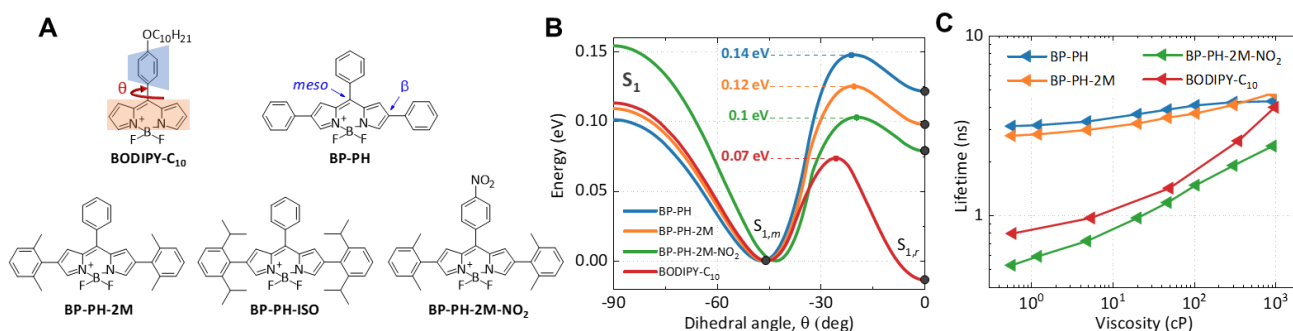 A
OC₁₀H₂₁
θ
N
+
N
B
F
F
BODIPY-C₁₀
meso
β
N
+
N
B
F
F
BP-PH
N
+
N
B
F
F
BP-PH-2M
N
+
N
B
F
F
BP-PH-ISO
NO₂
N
+
N
B
F
F
BP-PH-2M-NO₂
B
S₁
0.14 eV
0.12 eV
0.1 eV
0.07 eV
S₁,m
S₁,r
BP-PH
BP-PH-2M
BP-PH-2M-NO₂
BODIPY-C₁₀
Energy (eV)
0.15
0.10
0.05
0.00
-90
-60
-30
0
Dihedral angle, θ (deg)
C
BP-PH
BP-PH-2M
BP-PH-2M-NO₂
BODIPY-C₁₀
Lifetime (ns)
10
1
10⁰
10¹
10²
10³
Viscosity (cP)